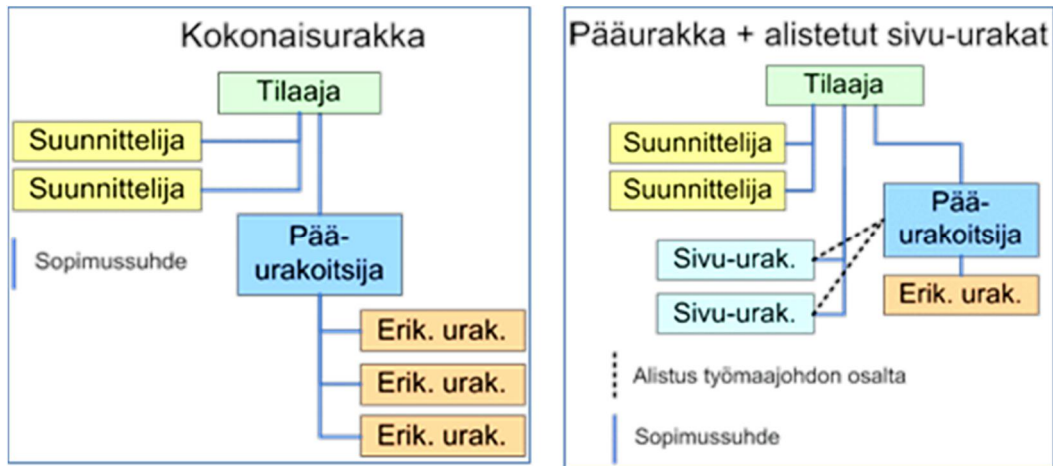 Kokonaisurakka
Tilaaja
Suunnittelija
Suunnittelija
Pää-
urakoitsija
Sopimussuhde
Erik. urak.
Erik. urak.
Erik. urak.
Pääurakka + alistetut sivu-urakat
Tilaaja
Suunnittelija
Suunnittelija
Pää-
urakoitsija
Sivu-urak.
Sivu-urak.
Erik. urak.
Alistus työmaajohdon osalta
Sopimussuhde